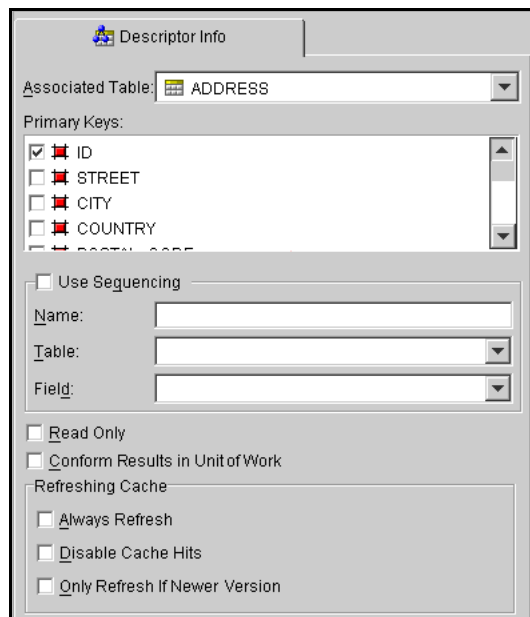 Descriptor Info
Associated Table: ADDRESS
Primary Keys:
ID
STREET
CITY
COUNTRY
Use Sequencing
Name:
Table:
Field:
Read Only
Conform Results in Unit of Work
Refreshing Cache
Always Refresh
Disable Cache Hits
Only Refresh If Newer Version